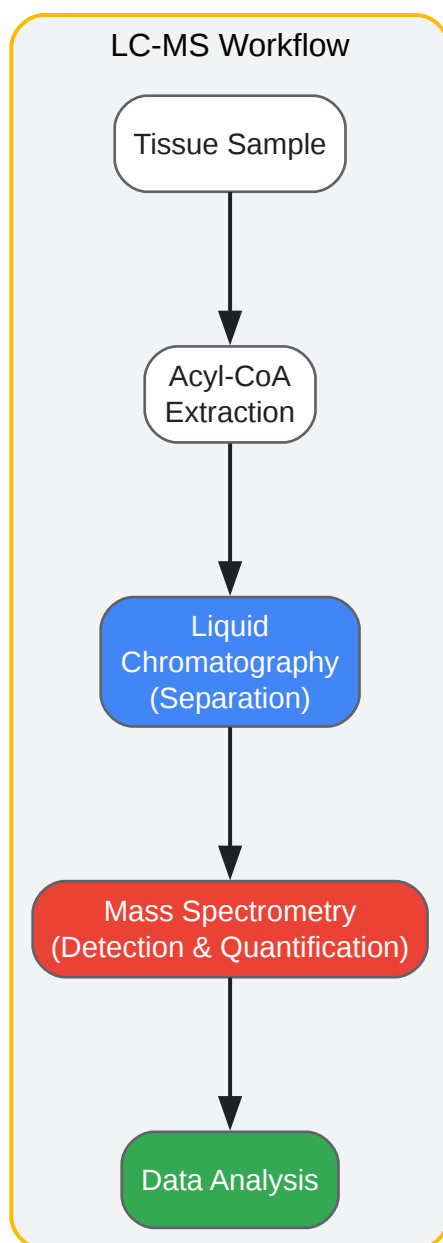 LC-MS Workflow
Tissue Sample
Acyl-CoA
Extraction
Liquid
Chromatography
(Separation)
Mass Spectrometry
(Detection & Quantification)
Data Analysis